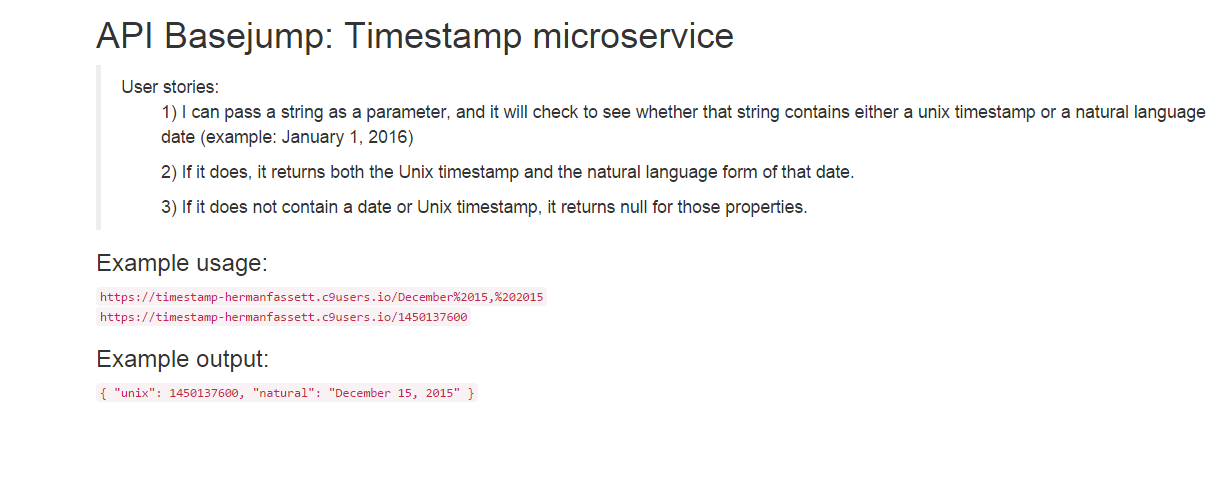 API Basejump: Timestamp microservice
User stories:
1) I can pass a string as a parameter, and it will check to see whether that string contains either a unix timestamp or a natural language
date (example: January 1, 2016)
2) If it does, it returns both the Unix timestamp and the natural language form of that date.
3) If it does not contain a date or Unix timestamp, it returns null for those properties.
Example usage:
https://timestamp-hermanfassett.c9users.io/December%2015,%202015
https://timestamp-hermanfassett.c9users.io/1450137600
Example output:
{ "unix": 1450137600, "natural": "December 15, 2015" }